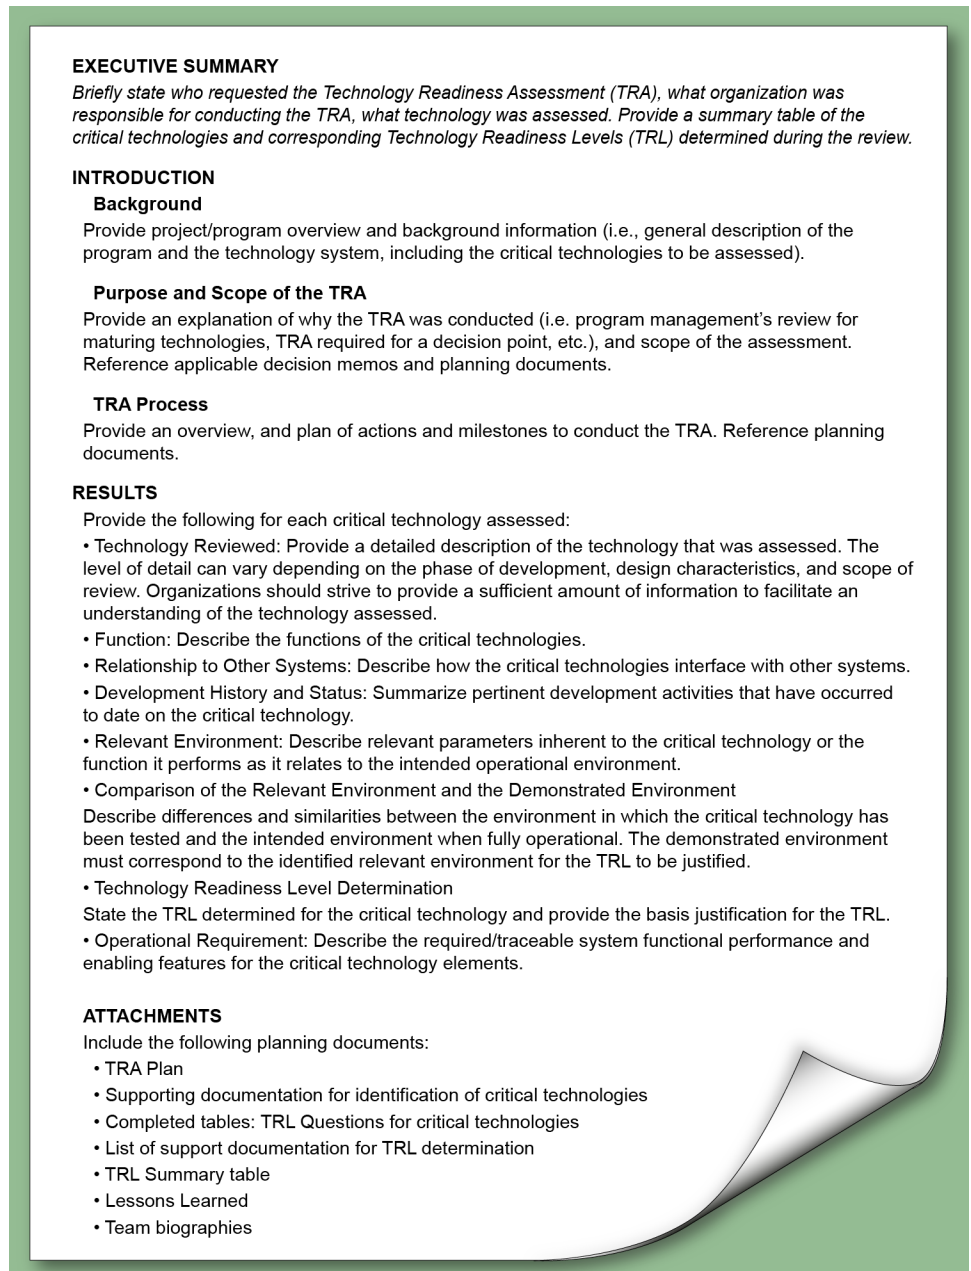 EXECUTIVE SUMMARY
Briefly state who requested the Technology Readiness Assessment (TRA), what organization was
responsible for conducting the TRA, what technology was assessed. Provide a summary table of the
critical technologies and corresponding Technology Readiness Levels (TRL) determined during the review.
INTRODUCTION
Background
Provide project/program overview and background information (i.e., general description of the
program and the technology system, including the critical technologies to be assessed).
Purpose and Scope of the TRA
Provide an explanation of why the TRA was conducted (i.e. program management’s review for
maturing technologies, TRA required for a decision point, etc.), and scope of the assessment.
Reference applicable decision memos and planning documents.
TRA Process
Provide an overview, and plan of actions and milestones to conduct the TRA. Reference planning
documents.
RESULTS
Provide the following for each critical technology assessed:
• Technology Reviewed: Provide a detailed description of the technology that was assessed. The
level of detail can vary depending on the phase of development, design characteristics, and scope of
review. Organizations should strive to provide a sufficient amount of information to facilitate an
understanding of the technology assessed.
• Function: Describe the functions of the critical technologies.
• Relationship to Other Systems: Describe how the critical technologies interface with other systems.
• Development History and Status: Summarize pertinent development activities that have occurred
to date on the critical technology.
• Relevant Environment: Describe relevant parameters inherent to the critical technology or the
function it performs as it relates to the intended operational environment.
• Comparison of the Relevant Environment and the Demonstrated Environment
Describe differences and similarities between the environment in which the critical technology has
been tested and the intended environment when fully operational. The demonstrated environment
must correspond to the identified relevant environment for the TRL to be justified.
• Technology Readiness Level Determination
State the TRL determined for the critical technology and provide the basis justification for the TRL.
• Operational Requirement: Describe the required/traceable system functional performance and
enabling features for the critical technology elements.
ATTACHMENTS
Include the following planning documents:
• TRA Plan
• Supporting documentation for identification of critical technologies
• Completed tables: TRL Questions for critical technologies
• List of support documentation for TRL determination
• TRL Summary table
• Lessons Learned
• Team biographies